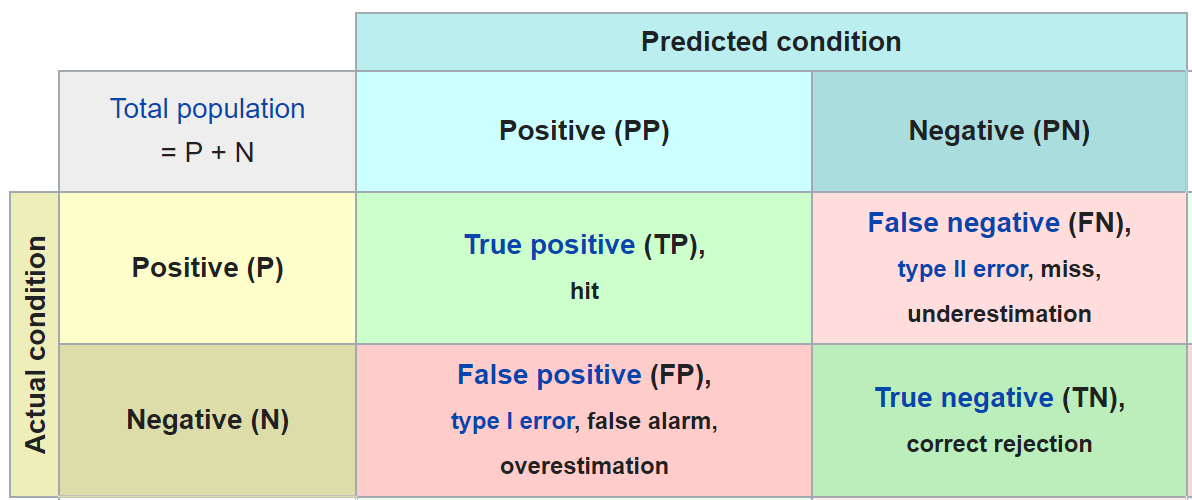 Predicted condition
Total population
= P + N
Positive (PP)
Negative (PN)
Actual condition
Positive (P)
True positive (TP),
hit
False negative (FN),
type II error, miss,
underestimation
Negative (N)
False positive (FP),
type I error, false alarm,
overestimation
True negative (TN),
correct rejection